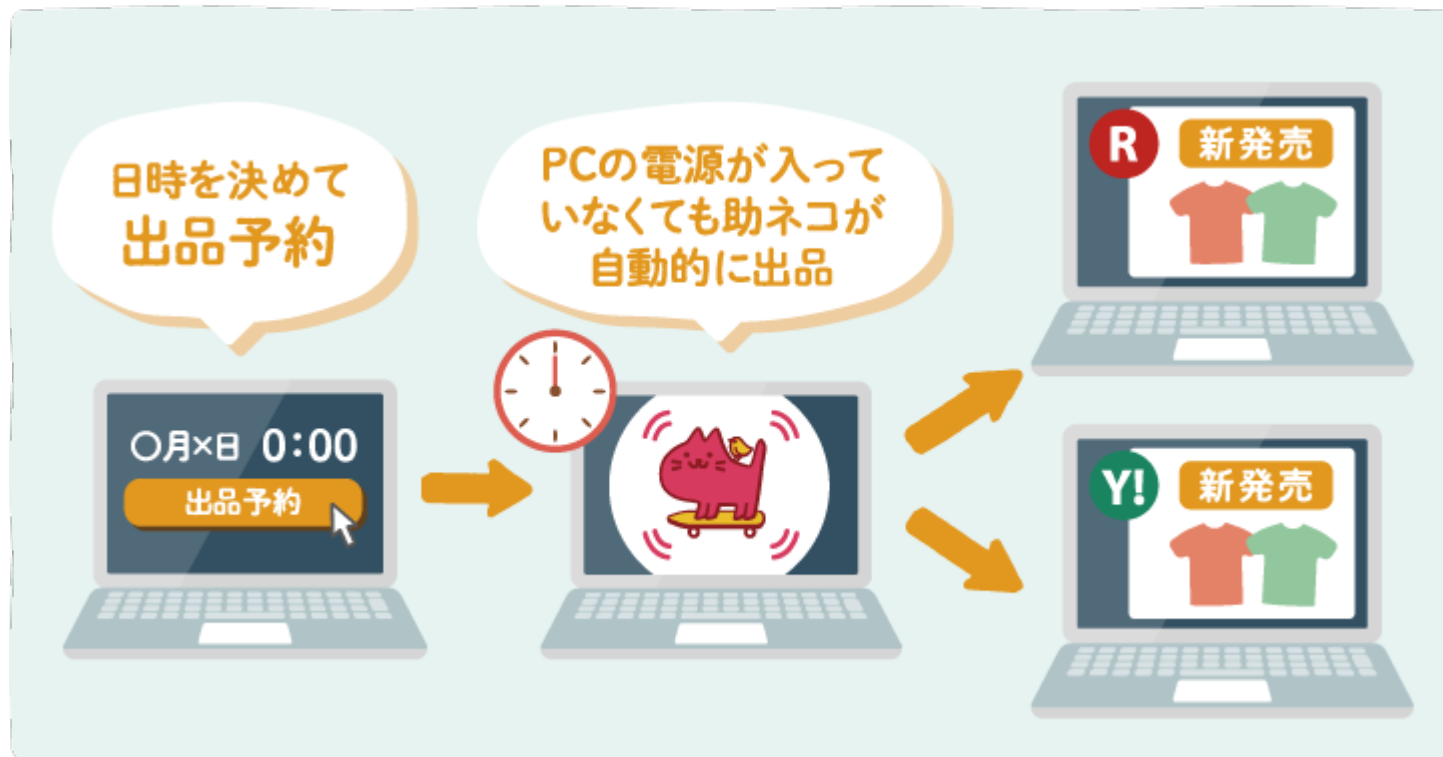 日時を決めて
出品予約
PCの電源が入って
いなくても助ネコが
自動的に出品
〇月×日 0:00
出品予約
R 新発売
Y! 新発売